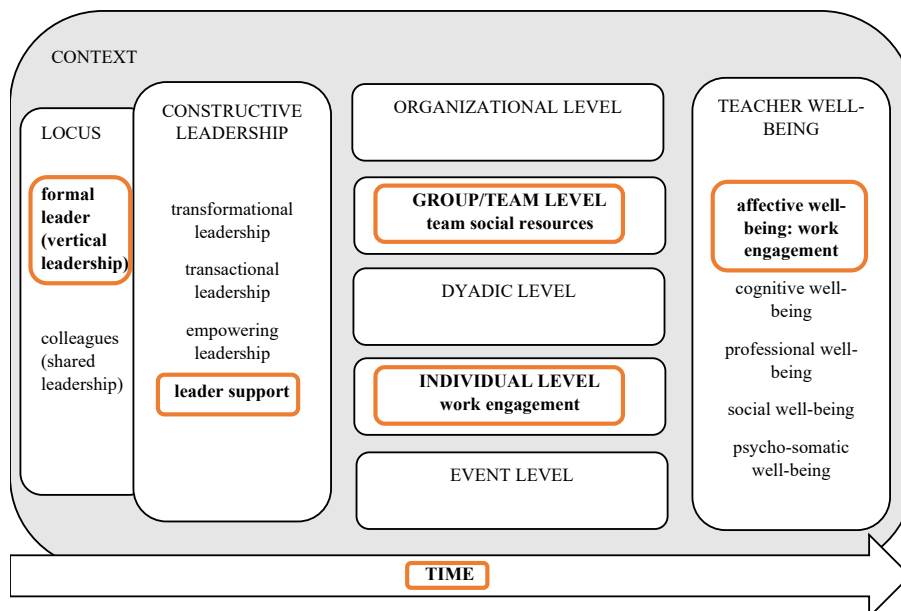 CONTEXT
LOCUS
formal
leader
(vertical
leadership)
colleagues
(shared
leadership)
CONSTRUCTIVE
LEADERSHIP
transformational
leadership
transactional
leadership
empowering
leadership
leader support
ORGANIZATIONAL LEVEL
GROUP/TEAM LEVEL
team social resources
DYADIC LEVEL
INDIVIDUAL LEVEL
work engagement
EVENT LEVEL
TEACHER WELL-
BEING
affective well-
being: work
engagement
cognitive well-
being
professional well-
being
social well-being
psycho-somatic
well-being
TIME